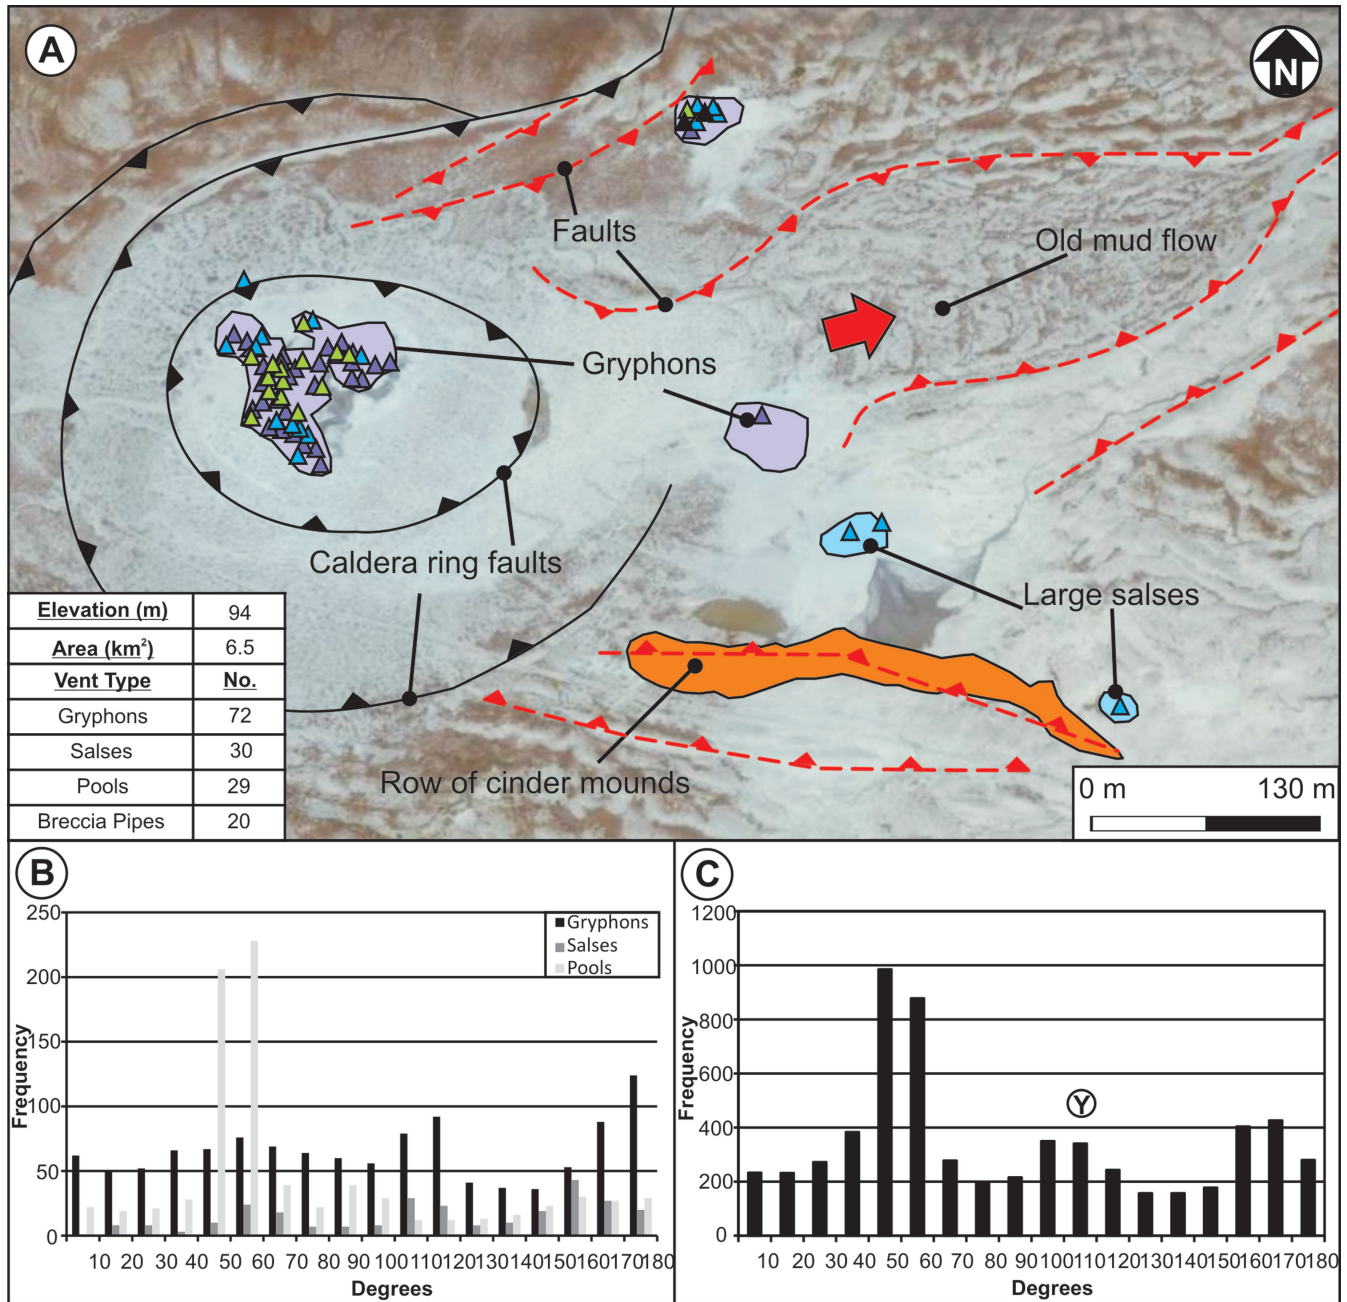 A
N
Faults
Old mud flow
Gryphons
Caldera ring faults
Large salses
Row of cinder mounds
Elevation (m) 94
Area (km²) 6.5
Vent Type No.
Gryphons 72
Salses 30
Pools 29
Breccia Pipes 20
0 m 130 m
B
250
200
150
100
50
0
Frequency
Gryphons
Salses
Pools
10 20 30 40 50 60 70 80 90 100 110 120 130 140 150 160 170 180
Degrees
C
1200
1000
800
600
400
200
0
Frequency
Y
10 20 30 40 50 60 70 80 90 100 110 120 130 140 150 160 170 180
Degrees